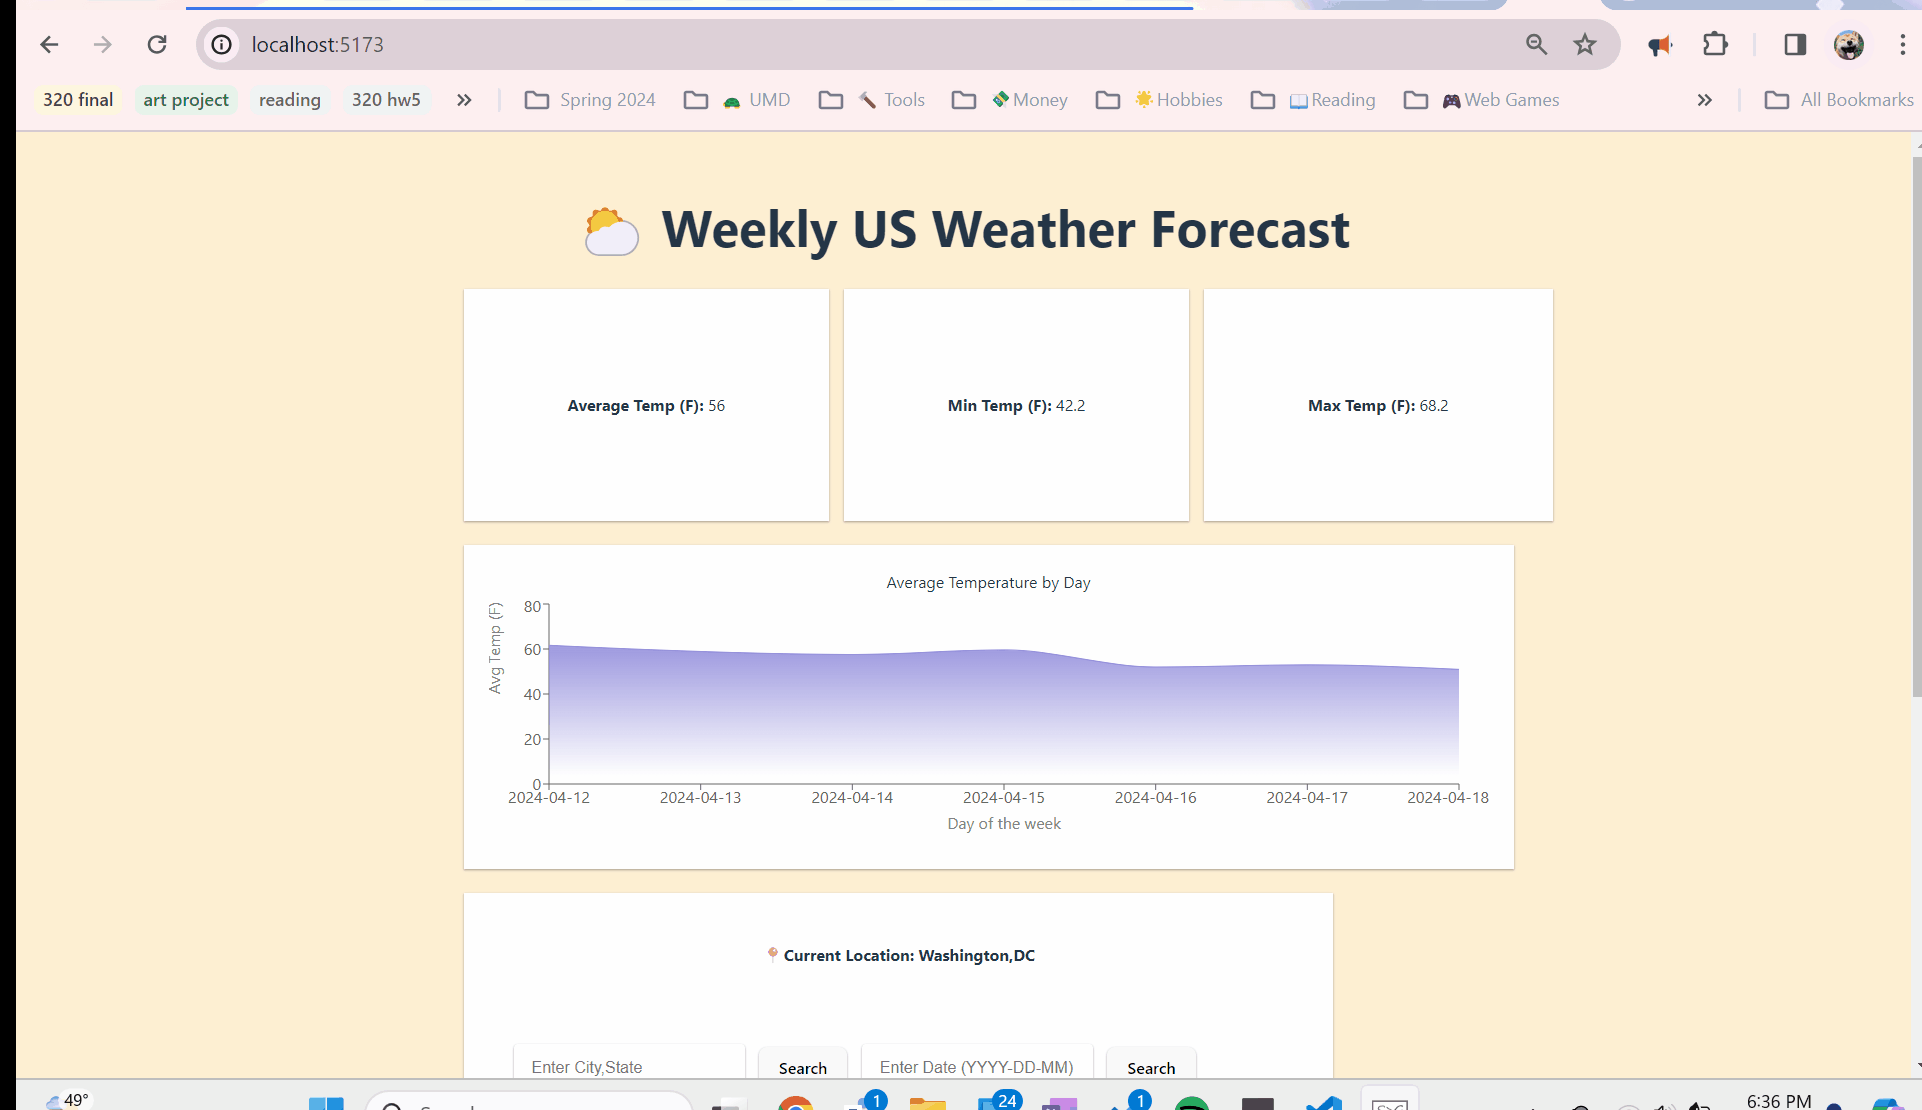 localhost:5173
320 final art project reading 320 hw5 Spring 2024 UMD Tools Money Hobbies Reading Web Games All Bookmarks
Weekly US Weather Forecast
Average Temp (F): 56
Min Temp (F): 42.2
Max Temp (F): 68.2
Average Temperature by Day
Avg Temp (F)
80
60
40
20
0
2024-04-12 2024-04-13 2024-04-14 2024-04-15 2024-04-16 2024-04-17 2024-04-18
Day of the week
Current Location: Washington,DC
Enter City,State Search Enter Date (YYYY-DD-MM) Search
49° 1 24 1 6:36 PM